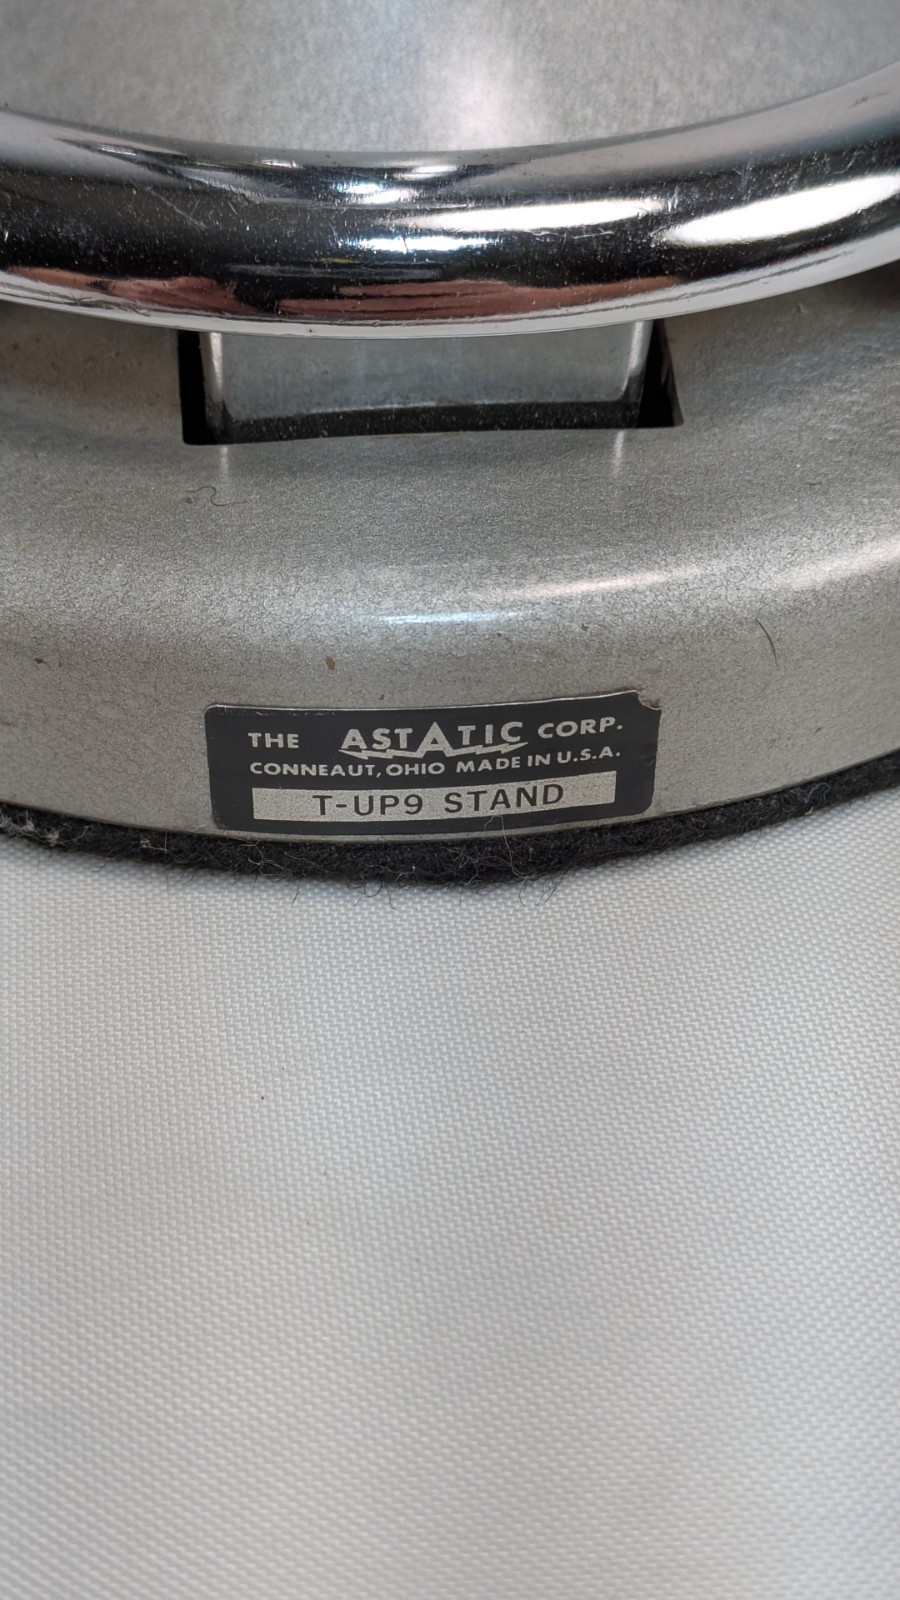 THE ASTATIC CORP.
CONNEAUT, OHIO MADE IN U.S.A.
T-UP9 STAND